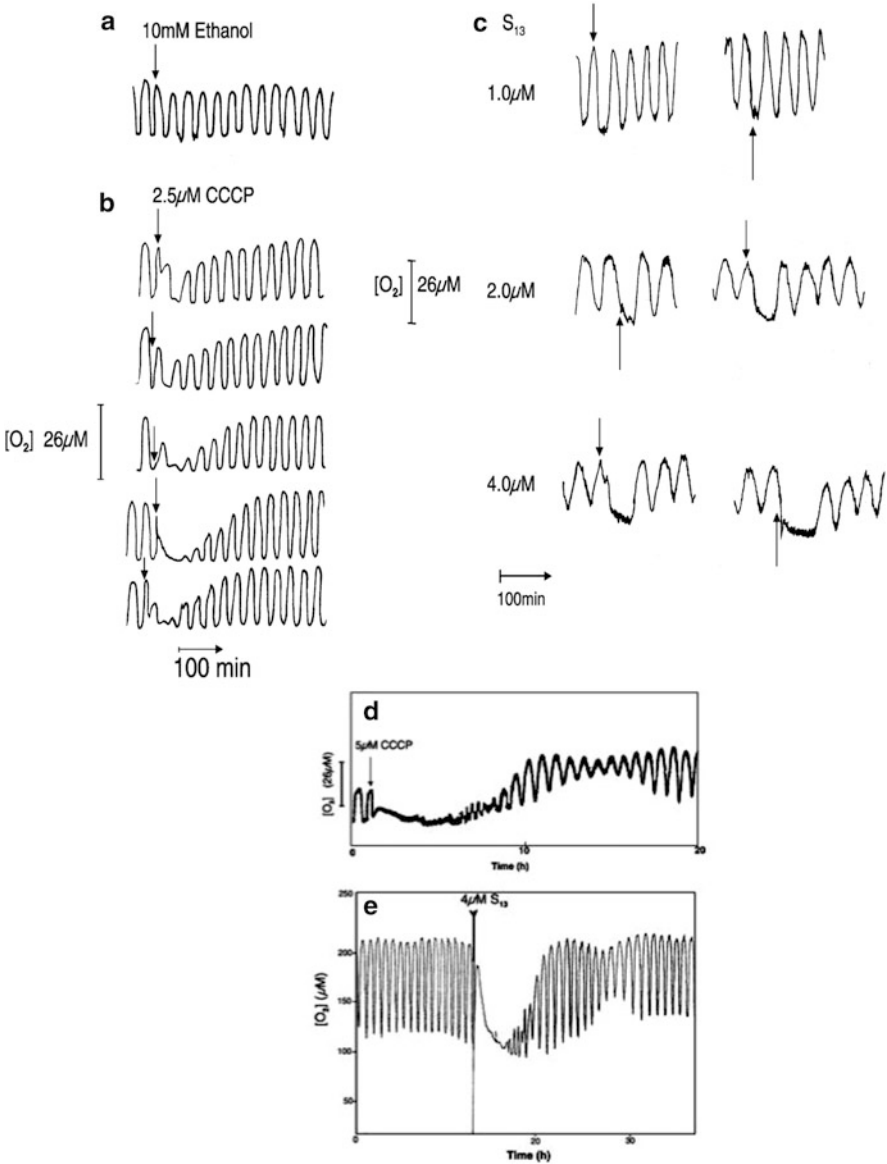 a
10mM Ethanol
b
2.5µM CCCP
[O₂] 26µM
100 min
c S₁₃
1.0µM
[O₂] 26µM
2.0µM
4.0µM
100min
d
5µM CCCP
[O₂] (26µM)
0 10 20
Time (h)
e
4µM S₁₃
250
200
150
100
50
[O₂] (µM)
0 20 30
Time (h)